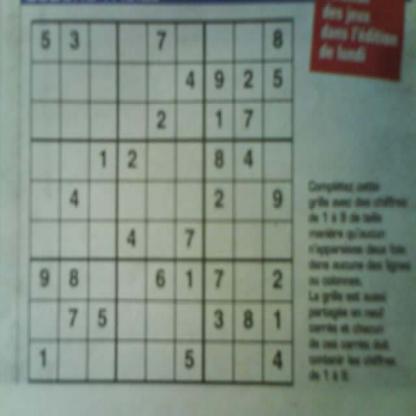 des jeux
dans l'édition
de lundi
5 3 7 8
4 9 2 5
2 1 7
1 2 8 4
4 2 9
4 7
9 8 6 1 7 2
7 5 3 8 1
1 5 4
Complétez cette
grille avec des chiffres
de 1 à 9 de telle
manière qu'aucun
n'apparaisse deux fois
dans aucune des lignes
ou colonnes.
La grille est aussi
partagée en neuf
carrés et chacun
de ces carrés doit
contenir les chiffres
de 1 à 9.